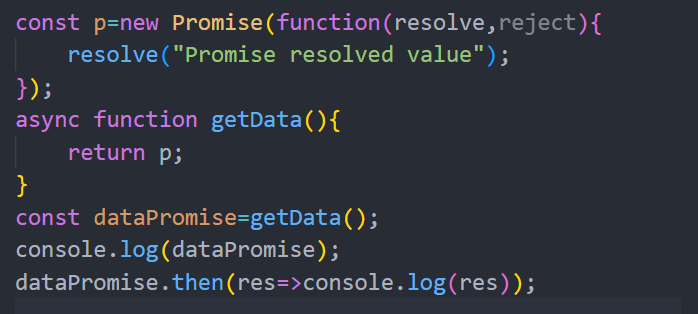 const p=new Promise(function(resolve,reject){
    resolve("Promise resolved value");
});
async function getData(){
    return p;
}
const dataPromise=getData();
console.log(dataPromise);
dataPromise.then(res=>console.log(res));